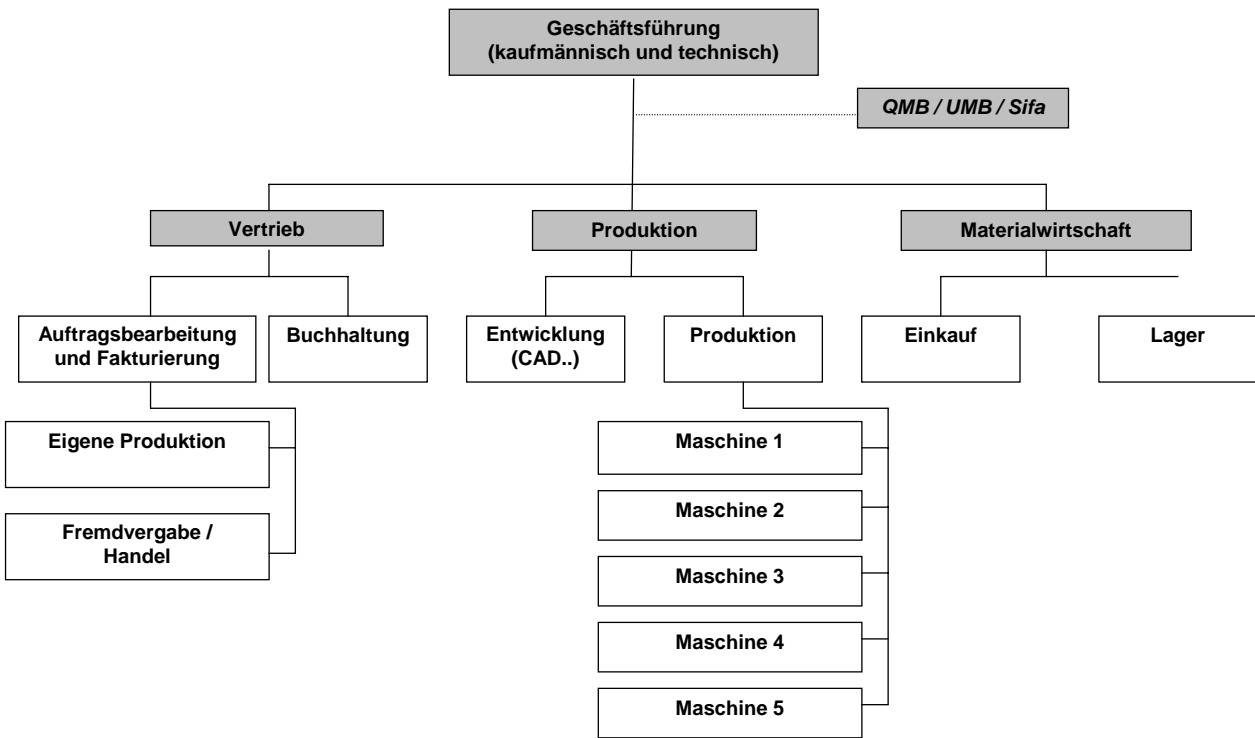 Geschäftsführung
(kaufmännisch und technisch)
QMB / UMB / Sifa
Vertrieb
Produktion
Materialwirtschaft
Auftragsbearbeitung
und Fakturierung
Buchhaltung
Entwicklung
(CAD..)
Produktion
Einkauf
Lager
Eigene Produktion
Fremdvergabe /
Handel
Maschine 1
Maschine 2
Maschine 3
Maschine 4
Maschine 5